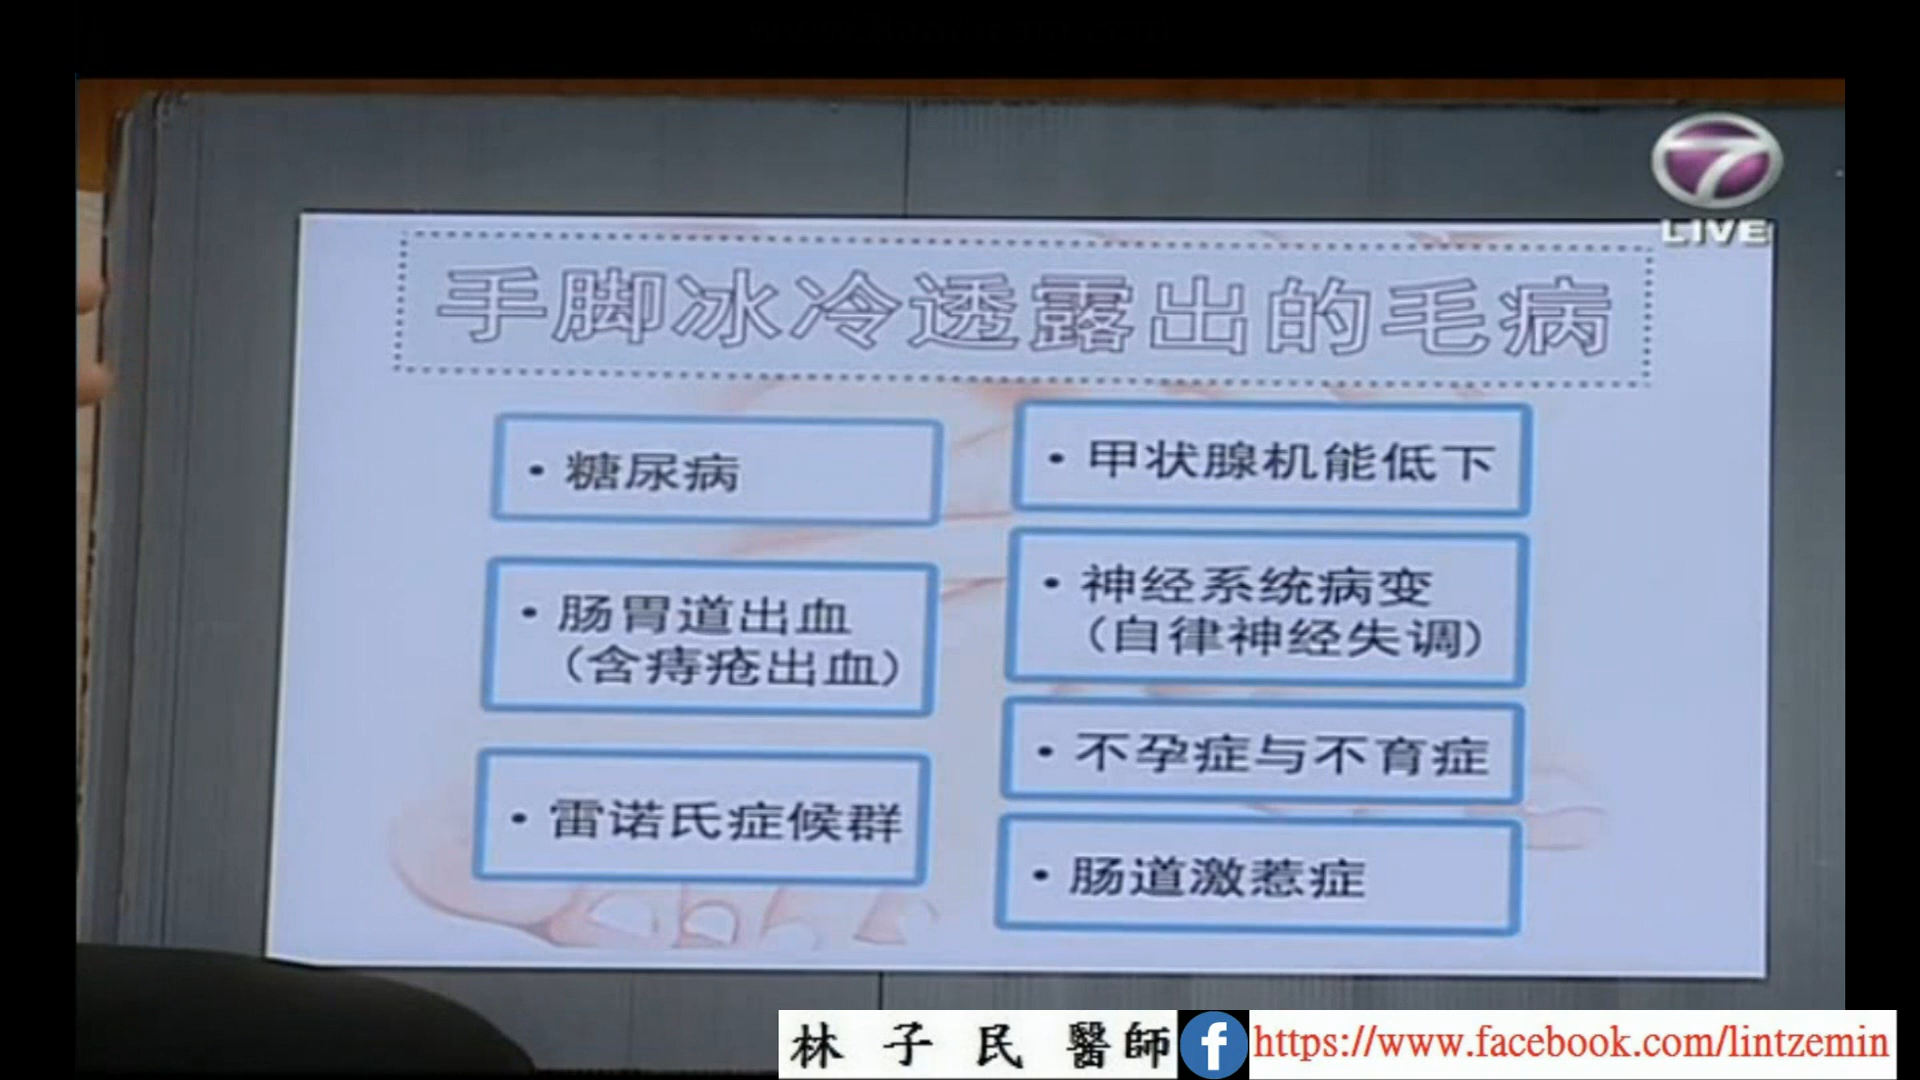 7
LIVE
手脚冰冷透露出的毛病
• 糖尿病
• 肠胃道出血
(含痔疮出血)
• 雷诺氏症候群
• 甲状腺机能低下
• 神经系统病变
(自律神经失调)
• 不孕症与不育症
• 肠道激惹症
林子民醫師
f
https://www.facebook.com/lintzemin